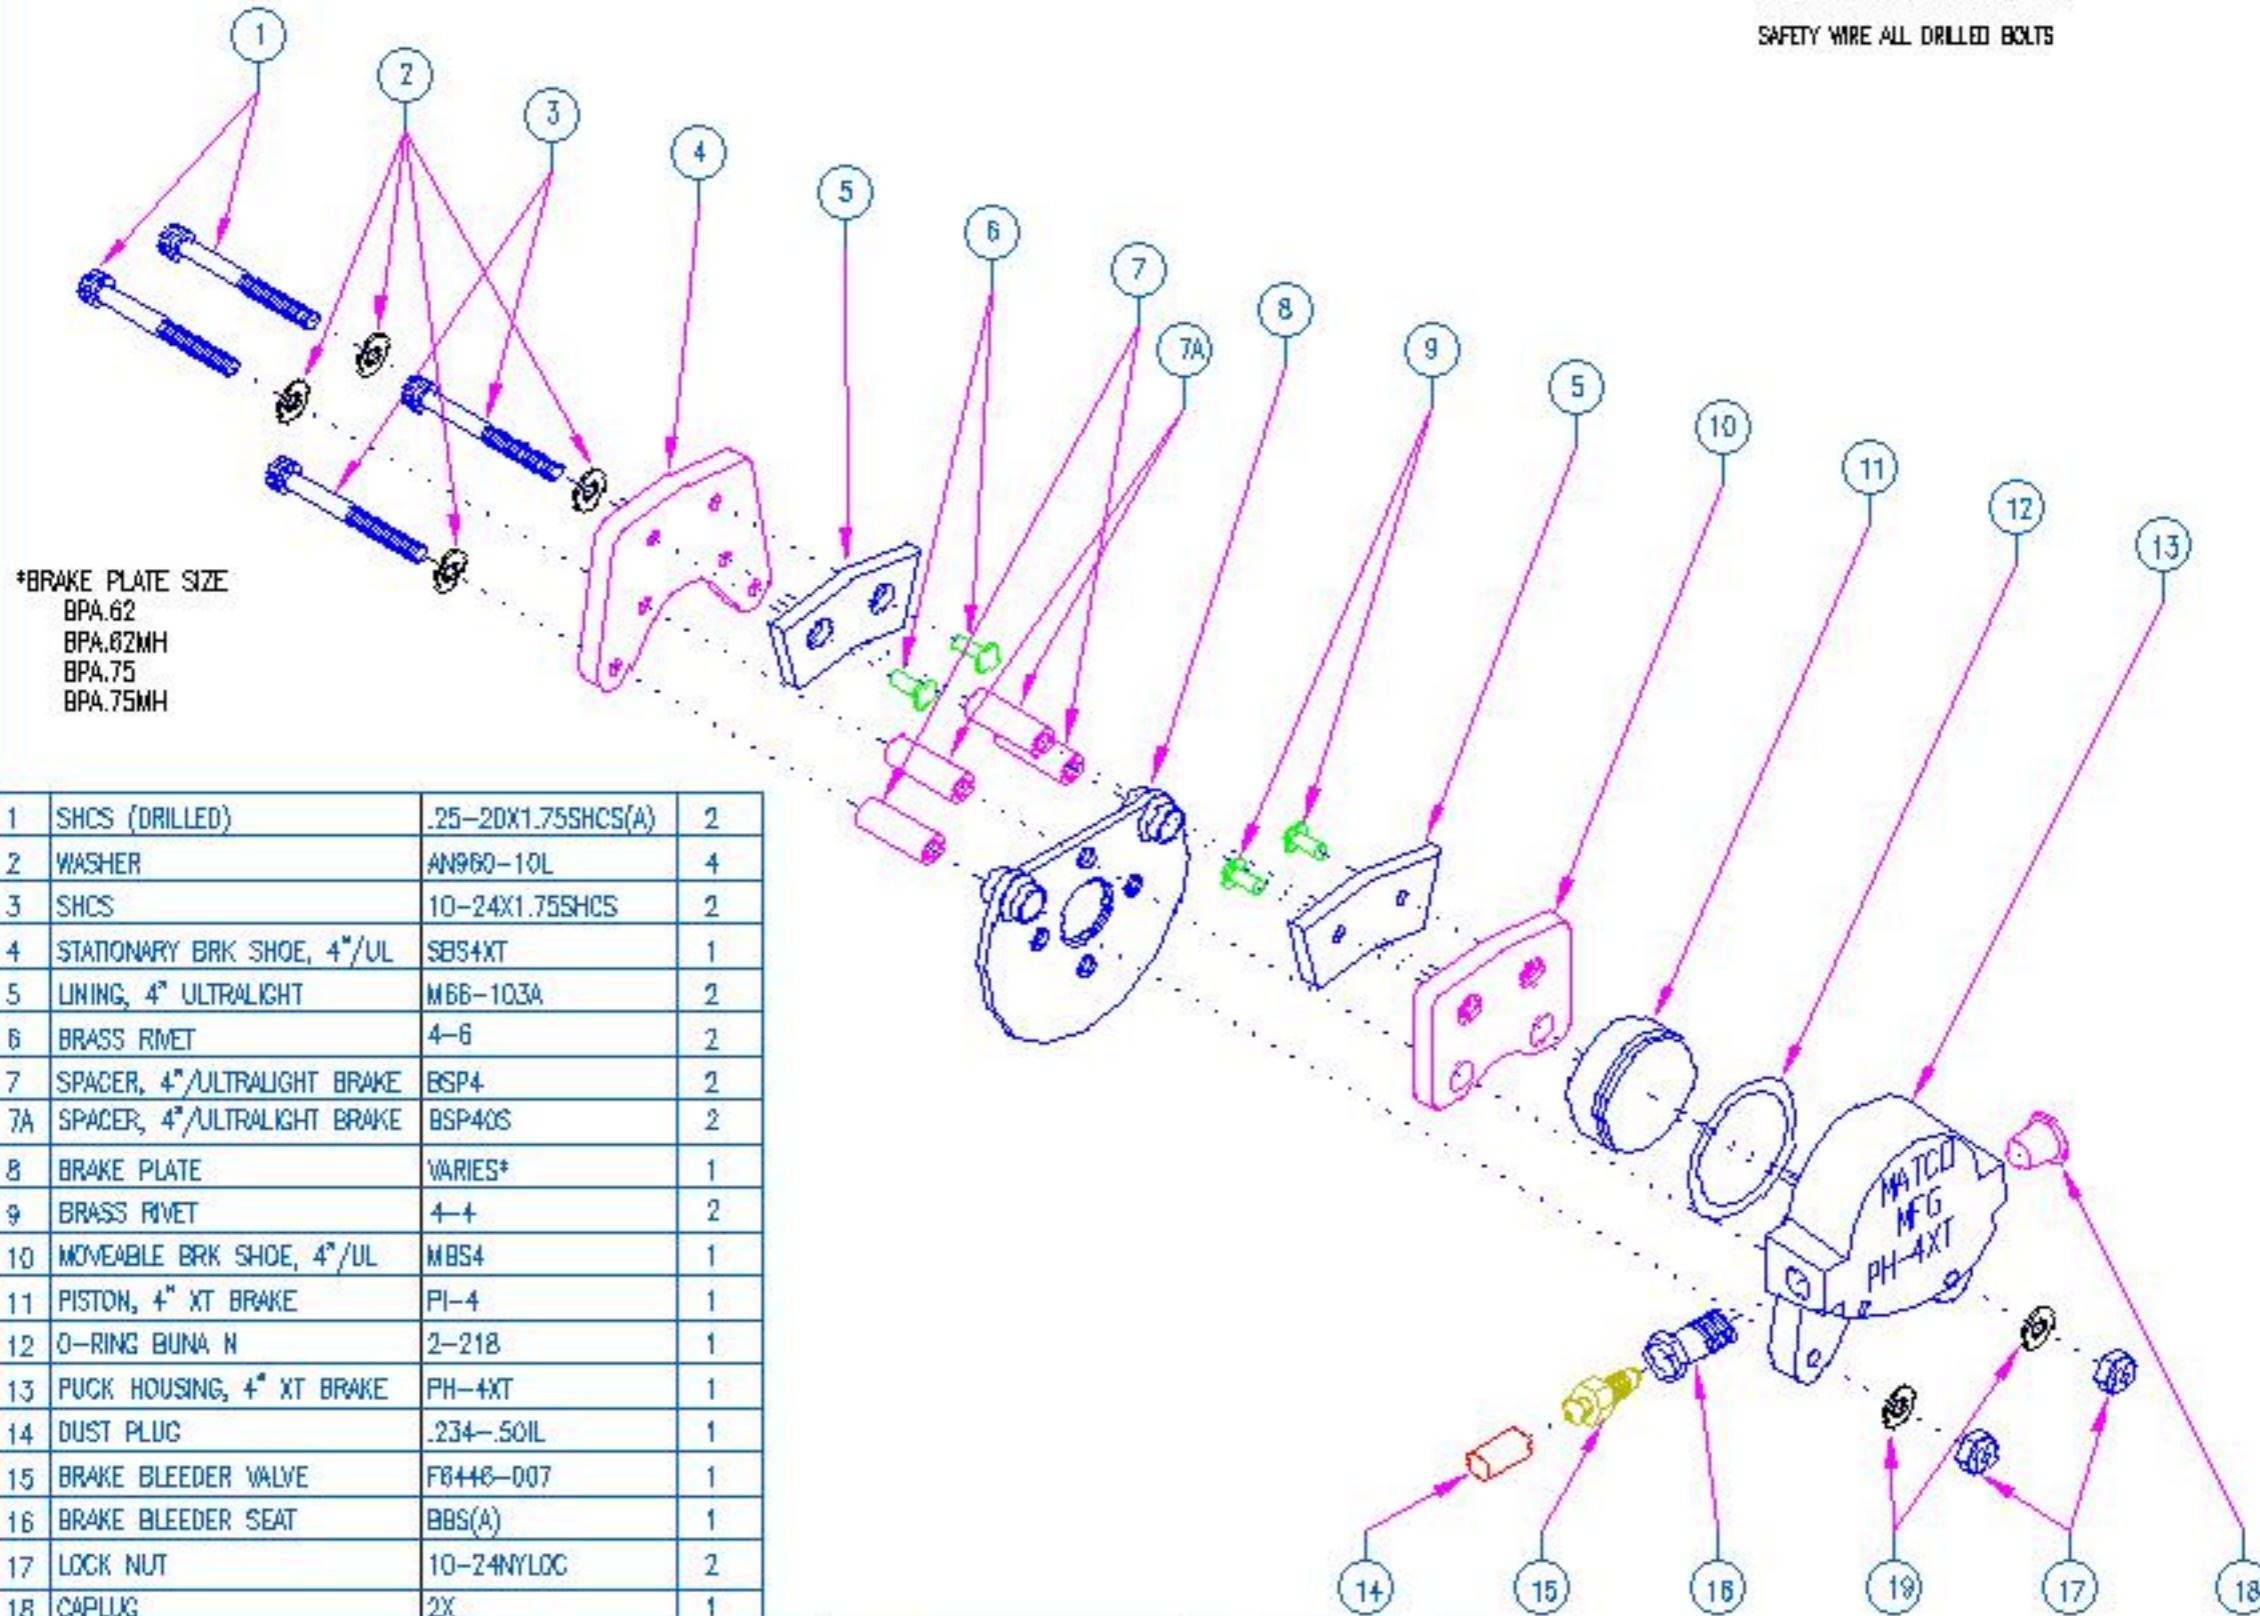 SAFETY WIRE ALL DRILLED BOLTS
1
2
3
4
5
6
7
7A
8
9
5
10
11
12
13
*BRAKE PLATE SIZE
BPA.62
BPA.62MH
BPA.75
BPA.75MH
1 SHCS (DRILLED) .25-20X1.75SHCS(A) 2
2 WASHER AN960-10L 4
3 SHCS 10-24X1.75SHCS 2
4 STATIONARY BRK SHOE, 4"/UL SBS4XT 1
5 LINING, 4" ULTRALIGHT M66-103A 2
6 BRASS RIVET 4-6 2
7 SPACER, 4"/ULTRALIGHT BRAKE BSP4 2
7A SPACER, 4"/ULTRALIGHT BRAKE BSP40S 2
8 BRAKE PLATE VARIES* 1
9 BRASS RIVET 4-4 2
10 MOVEABLE BRK SHOE, 4"/UL MBS4 1
11 PISTON, 4" XT BRAKE PI-4 1
12 O-RING BUNA N 2-218 1
13 PUCK HOUSING, 4" XT BRAKE PH-4XT 1
14 DUST PLUG .234-.50IL 1
15 BRAKE BLEEDER VALVE F6446-007 1
16 BRAKE BLEEDER SEAT BBS(A) 1
17 LOCK NUT 10-24NYLOC 2
18 CAPLUG 2X 1
MATCO
MFG
PH-4XT
14
15
16
19
17
18